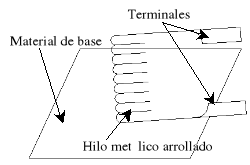 Terminales
Material de base
Hilo met lico arrollado